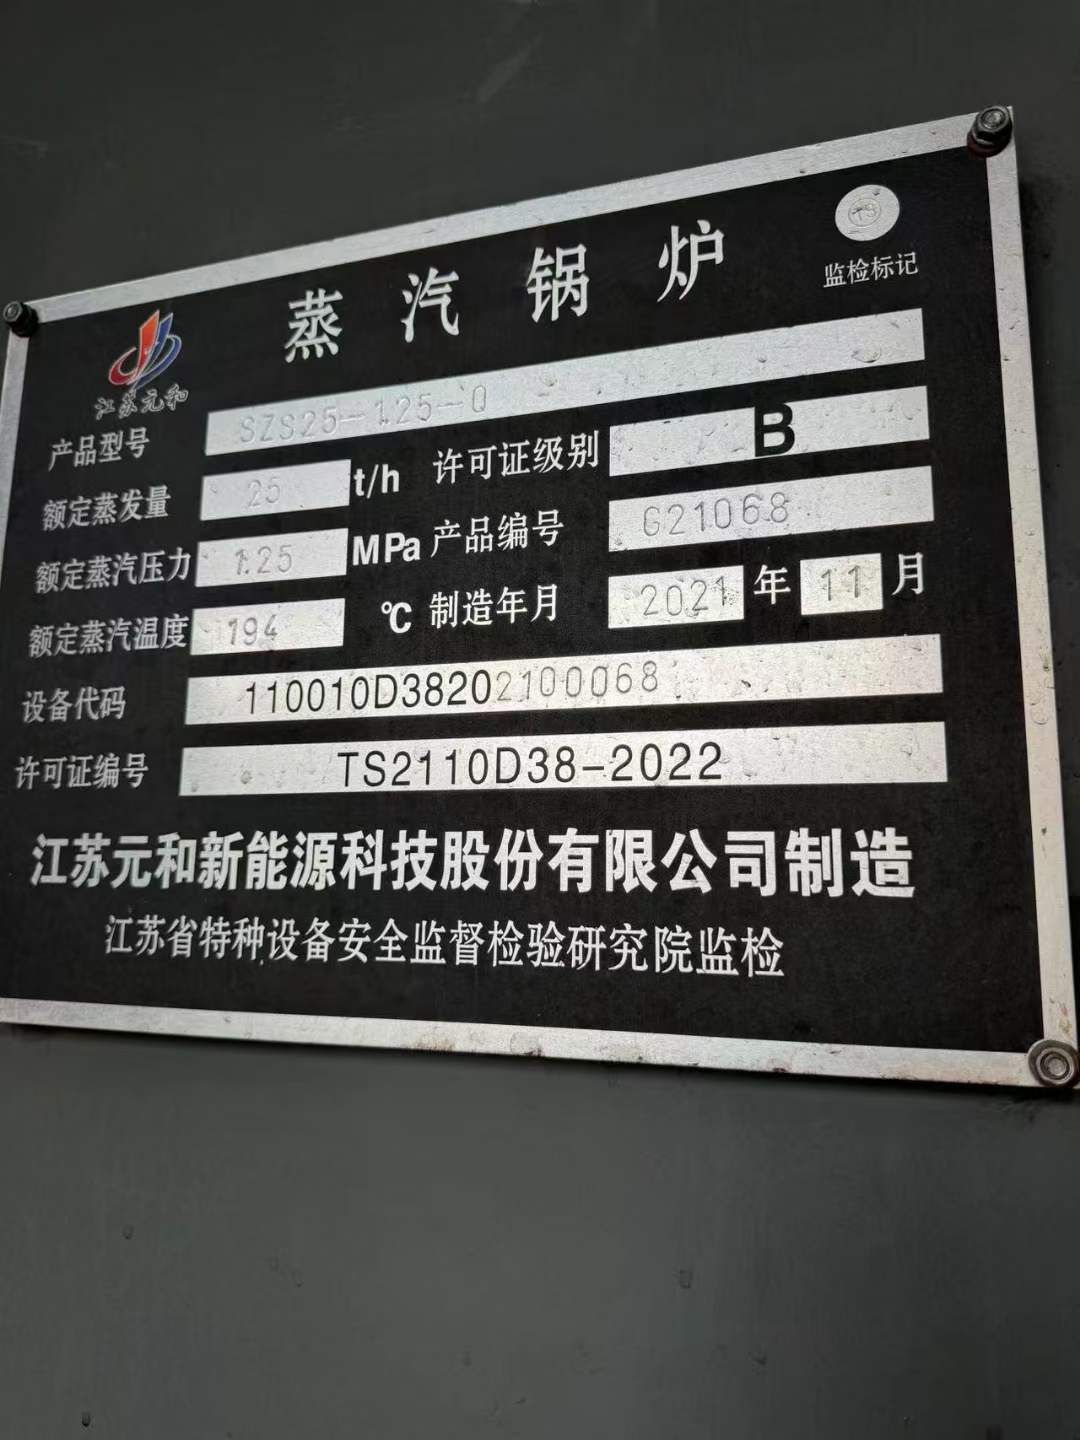 蒸汽锅炉
TS
监检标记
江苏元和
产品型号 SZS25-1.25-Q
额定蒸发量 25 t/h 许可证级别 B
额定蒸汽压力 1.25 MPa 产品编号 G21068
额定蒸汽温度 194 ℃ 制造年月 2021 年 11 月
设备代码 110010D38202100068
许可证编号 TS2110D38-2022
江苏元和新能源科技股份有限公司制造
江苏省特种设备安全监督检验研究院监检